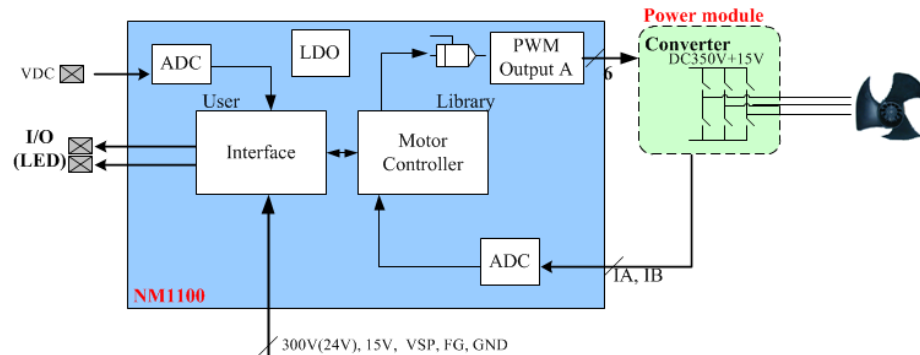 Power module
Converter
DC350V+15V
LDO
PWM
Output A
6
VDC
ADC
User
Library
I/O
(LED)
Interface
Motor
Controller
ADC
IA, IB
NM1100
300V(24V), 15V, VSP, FG, GND